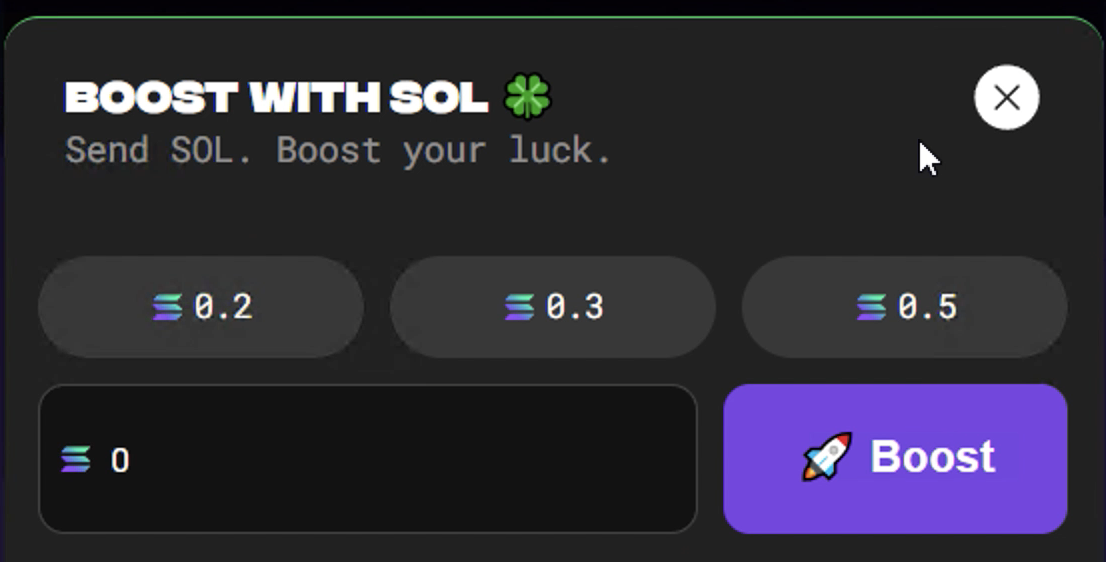 BOOST WITH SOL 🍀
Send SOL. Boost your luck.
0.2
0.3
0.5
0
🚀 Boost